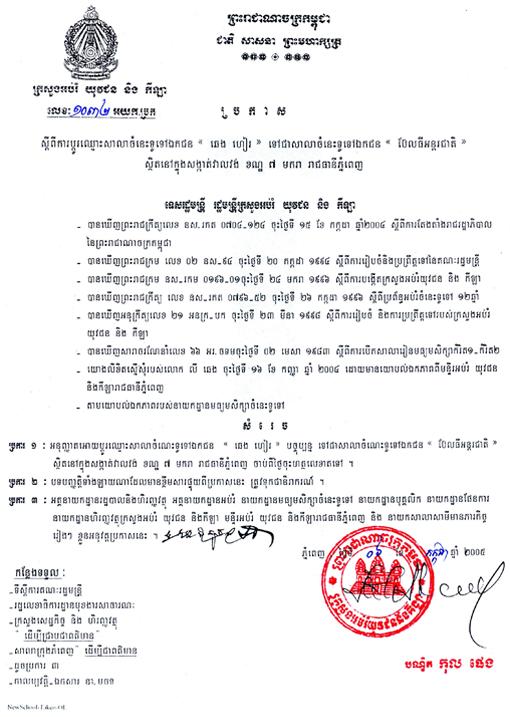 ព្រះរាជាណាចក្រកម្ពុជា
ជាតិ សាសនា ព្រះមហាក្សត្រ
ក្រសួងអប់រំ យុវជន និង កីឡា
លេខ: ១០៣២ អយក.ប្រក
ប្រកាស
ស្តីពីការប្តូរឈ្មោះសាលាចំនេះទូទៅឯកជន “ ឆេង ហៀរ ” ទៅជាសាលាចំនេះទូទៅឯកជន “ ប៊ែលធីអន្តរជាតិ ”
ស្ថិតនៅក្នុងសង្កាត់វាលវង់ ខណ្ឌ ៧ មករា រាជធានីភ្នំពេញ
ទេសរដ្ឋមន្ត្រី រដ្ឋមន្ត្រីក្រសួងអប់រំ យុវជន និង កីឡា
- បានឃើញព្រះរាជក្រឹត្យលេខ នស.រកត ០៧០៤-១២៤ ចុះថ្ងៃទី ១៥ ខែ កក្កដា ឆ្នាំ២០០៤ ស្តីពីការតែងតាំងរាជរដ្ឋាភិបាល
នៃព្រះរាជាណាចក្រកម្ពុជា
- បានឃើញព្រះរាជក្រម លេខ ០២ នស-៩៤ ចុះថ្ងៃទី ២០ កក្កដា ១៩៩៤ ស្តីពីការរៀបចំនិងប្រព្រឹត្តទៅនៃគណៈរដ្ឋមន្ត្រី
- បានឃើញព្រះរាជក្រម នស-រកម ០១៩៦-០១ចុះថ្ងៃទី ២៤ មករា ១៩៩៦ ស្តីពីការបង្កើតក្រសួងអប់រំយុវជន និង កីឡា
- បានឃើញព្រះរាជក្រឹត្យ លេខ នស រកត ០៧៩៦-៥២ ចុះថ្ងៃទី ២៦ កក្កដា ១៩៩៦ ស្តីពីប្រព័ន្ធអប់រំចំនេះទូទៅ ១២ឆ្នាំ
- បានឃើញអនុក្រឹត្យលេខ ២១ អនក្រ.បក ចុះថ្ងៃទី ២៣ មីនា ១៩៩៨ ស្តីពីការរៀបចំ និងការប្រព្រឹត្តទៅរបស់ក្រសួងអប់រំ
យុវជន និង កីឡា
- បានឃើញសារាចរណែនាំលេខ ៦៦ អរ.ចទមចុះថ្ងៃទី ០២ មេសា ១៩៨៣ ស្តីពីការបើកសាលារៀនមធ្យមសិក្សាកំរិត១_កំរិត២
- យោងលិខិតស្នើសុំរបស់លោក លី ឆេង ចុះថ្ងៃទី ១៦ ខែ កញ្ញា ឆ្នាំ ២០០៤ ដោយមានយោបល់ឯកភាពពីមន្ទីរអប់រំ យុវជន
និងកីឡារាជធានីភ្នំពេញ
- តាមយោបល់ឯកភាពរបស់នាយកដ្ឋានមធ្យមសិក្សាចំនេះទូទៅ
សំរេច
ប្រការ ១ : អនុញ្ញាតអោយប្តូរឈ្មោះសាលាចំណេះទូទៅឯកជន “ ឆេង ហៀរ ” បច្ចុប្បន្ន ទៅជាសាលាចំណេះទូទៅឯកជន “ ប៊ែលធីអន្តរជាតិ ”
ស្ថិតនៅក្នុងសង្កាត់វាលវង់ ខណ្ឌ ៧ មករា រាជធានីភ្នំពេញ ចាប់ពីថ្ងៃចុះហត្ថលេខាតទៅ ។
ប្រការ ២ : បទបញ្ញត្តិទាំងឡាយណាដែលមានខ្លឹមសារផ្ទុយពីប្រកាសនេះ ត្រូវទុកជានិរាករណ៍ ។
ប្រការ ៣ : អគ្គនាយកដ្ឋានរដ្ឋបាលនិងហិរញ្ញវត្ថុ អគ្គនាយកដ្ឋានអប់រំ នាយកដ្ឋានមធ្យមសិក្សាចំនេះទូទៅ នាយកដ្ឋានបុគ្គលិក នាយកដ្ឋានផែនការ
នាយកដ្ឋានហិរញ្ញវត្ថុក្រសួងអប់រំ យុវជន និងកីឡា មន្ទីរអប់រំ យុវជន និងកីឡារាជធានីភ្នំពេញ និង នាយកសាលាសាមីមានភារកិច្ច
រៀងៗ ខ្លួនអនុវត្តប្រកាសនេះ ។
ភ្នំពេញ ថ្ងៃទី ០៦ ខែ កក្កដា ឆ្នាំ ២០០៥
កន្លែងទទួល :
- ទីស្តីការគណៈរដ្ឋមន្ត្រី
- រដ្ឋលេខាធិការដ្ឋានមុខងារសាធារណៈ
- ក្រសួងសេដ្ឋកិច្ច និង ហិរញ្ញវត្ថុ
“ ដើម្បីជ្រាបជាពត៌មាន ”
- សាលាក្រុងភ្នំពេញ “ ដើម្បីជាពត៌មាន ”
- ដូចប្រការ ៣
- កាលប្បវត្តិ -ឯកសារ
បណ្ឌិត កុល ផេង